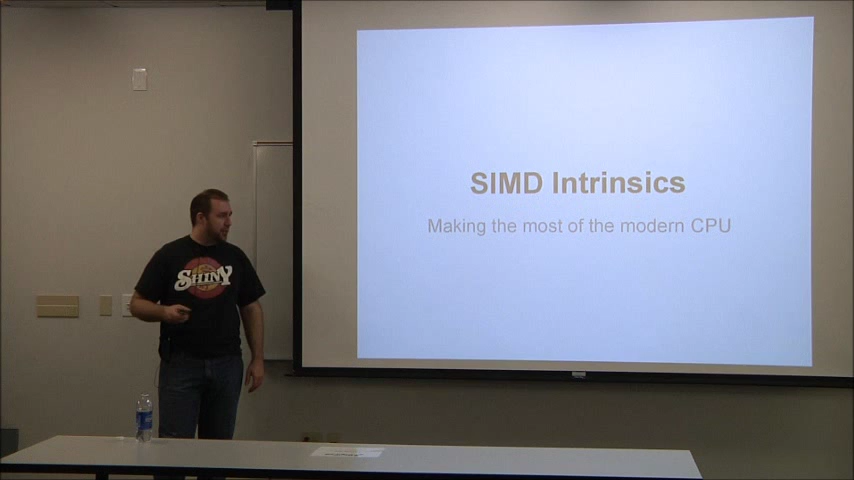 SIMD Intrinsics
Making the most of the modern CPU
SHINY